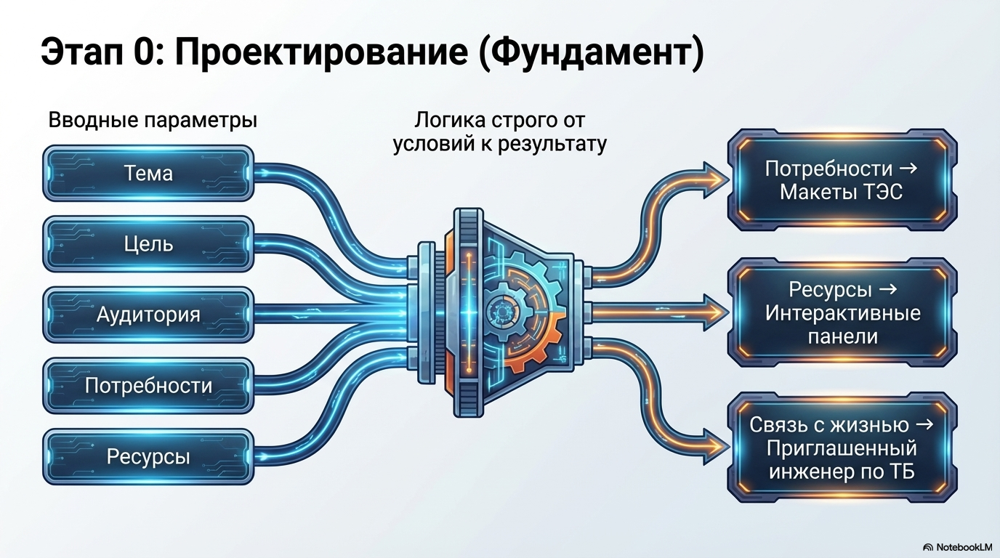 Этап 0: Проектирование (Фундамент)
Вводные параметры
Тема
Цель
Аудитория
Потребности
Ресурсы
Логика строго от
условий к результату
Потребности →
Макеты ТЭС
Ресурсы →
Интерактивные
панели
Связь с жизнью →
Приглашенный
инженер по ТБ
NotebookLM